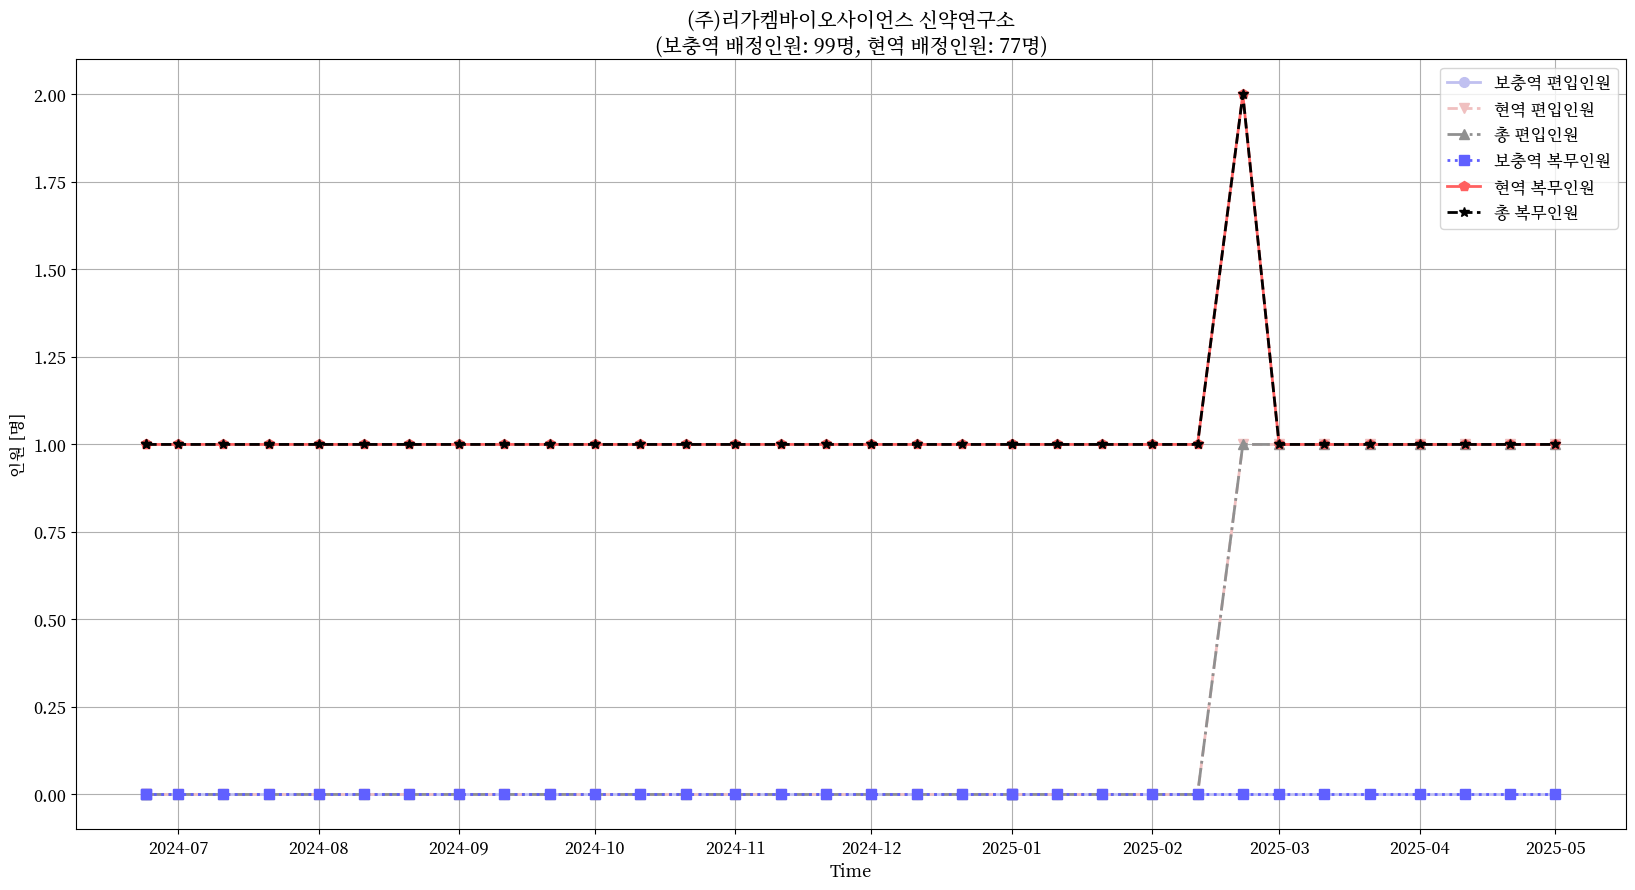 (주)리가켐바이오사이언스 신약연구소
(보충역 배정인원: 99명, 현역 배정인원: 77명)
보충역 편입인원
현역 편입인원
총 편입인원
보충역 복무인원
현역 복무인원
총 복무인원
인원 [명]
2.00
1.75
1.50
1.25
1.00
0.75
0.50
0.25
0.00
2024-07 2024-08 2024-09 2024-10 2024-11 2024-12 2025-01 2025-02 2025-03 2025-04 2025-05
Time